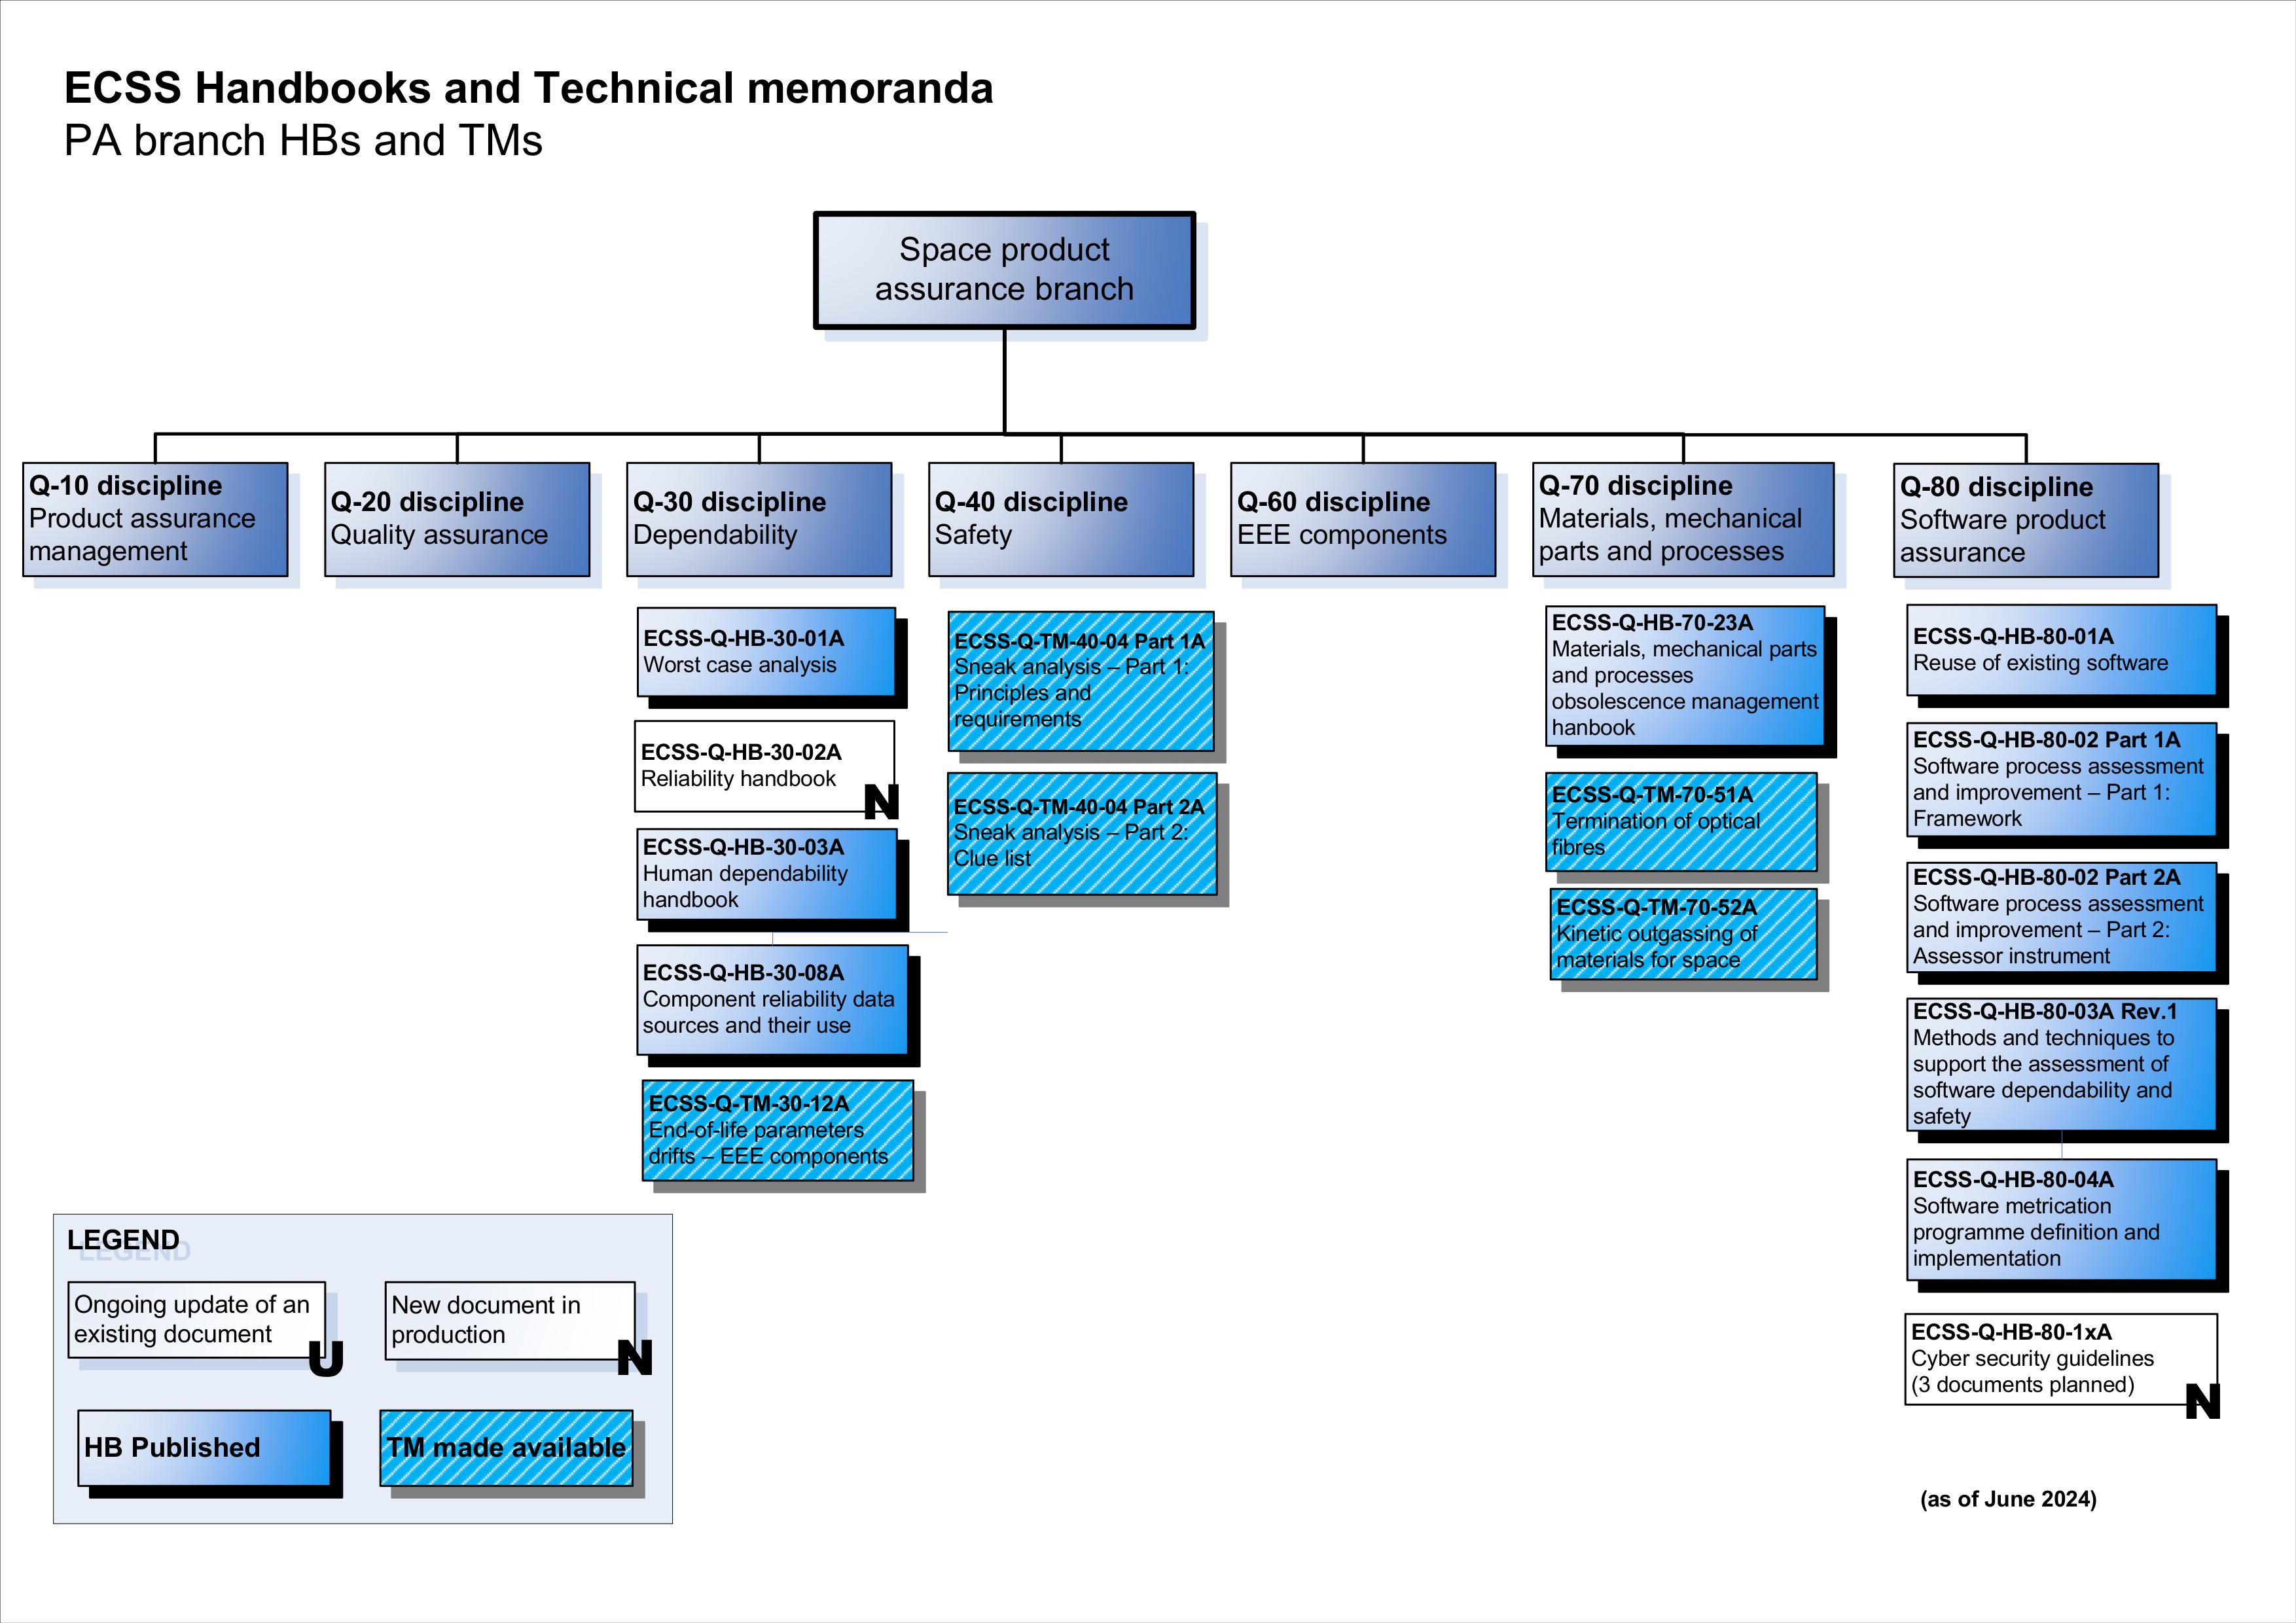 ECSS Handbooks and Technical memoranda
PA branch HBs and TMs
Space product
assurance branch
Q-10 discipline
Product assurance
management
Q-20 discipline
Quality assurance
Q-30 discipline
Dependability
Q-40 discipline
Safety
Q-60 discipline
EEE components
Q-70 discipline
Materials, mechanical
parts and processes
Q-80 discipline
Software product
assurance
ECSS-Q-HB-30-01A
Worst case analysis
ECSS-Q-HB-30-02A
Reliability handbook
N
ECSS-Q-HB-30-03A
Human dependability
handbook
ECSS-Q-HB-30-08A
Component reliability data
sources and their use
ECSS-Q-TM-30-12A
End-of-life parameters
drifts – EEE components
ECSS-Q-TM-40-04 Part 1A
Sneak analysis – Part 1:
Principles and
requirements
ECSS-Q-TM-40-04 Part 2A
Sneak analysis – Part 2:
Clue list
ECSS-Q-HB-70-23A
Materials, mechanical parts
and processes
obsolescence management
hanbook
ECSS-Q-TM-70-51A
Termination of optical
fibres
ECSS-Q-TM-70-52A
Kinetic outgassing of
materials for space
ECSS-Q-HB-80-01A
Reuse of existing software
ECSS-Q-HB-80-02 Part 1A
Software process assessment
and improvement – Part 1:
Framework
ECSS-Q-HB-80-02 Part 2A
Software process assessment
and improvement – Part 2:
Assessor instrument
ECSS-Q-HB-80-03A Rev.1
Methods and techniques to
support the assessment of
software dependability and
safety
ECSS-Q-HB-80-04A
Software metrication
programme definition and
implementation
ECSS-Q-HB-80-1xA
Cyber security guidelines
(3 documents planned)
N
LEGEND
Ongoing update of an
existing document
U
New document in
production
N
HB Published
TM made available
(as of June 2024)